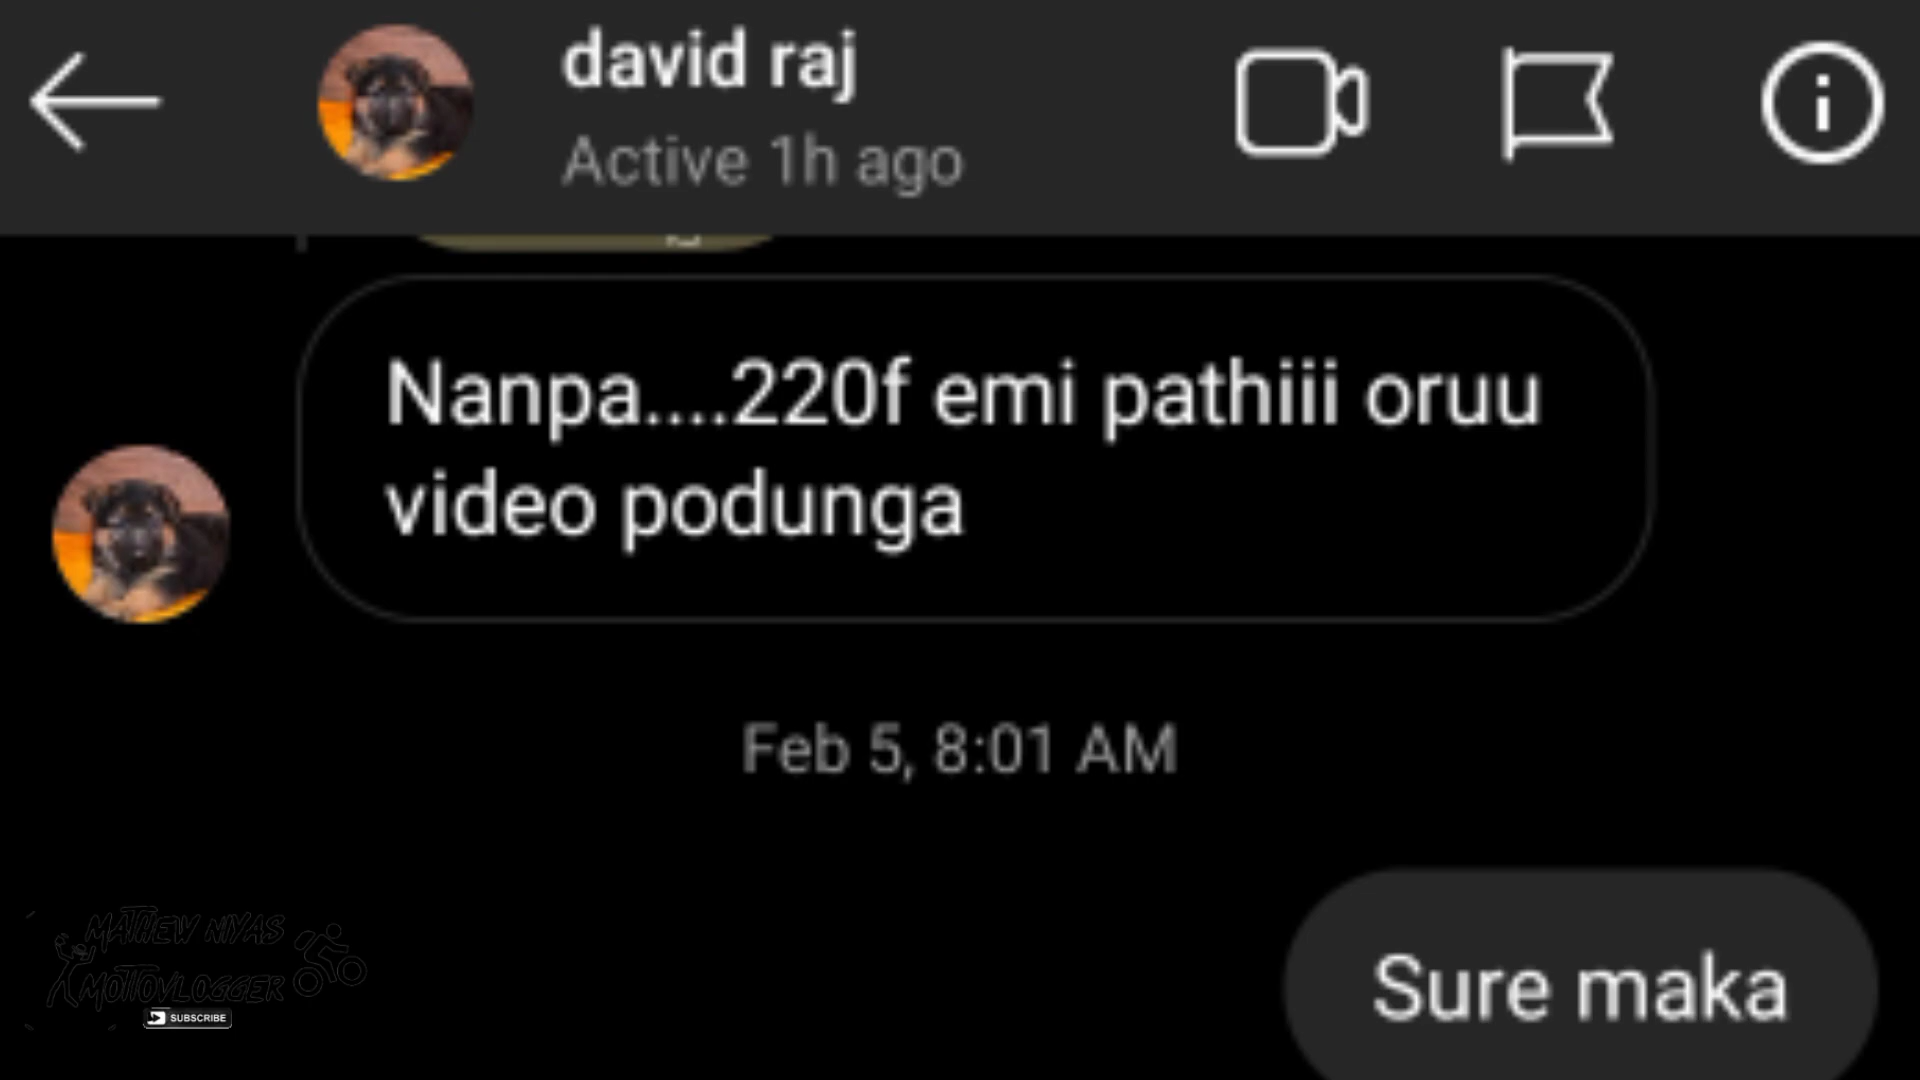 david raj
Active 1h ago
Nanpa....220f emi pathiii oruu
video podunga
Feb 5, 8:01 AM
Sure maka
MATHEW NIYAS
MOTTOVLOGGER
SUBSCRIBE